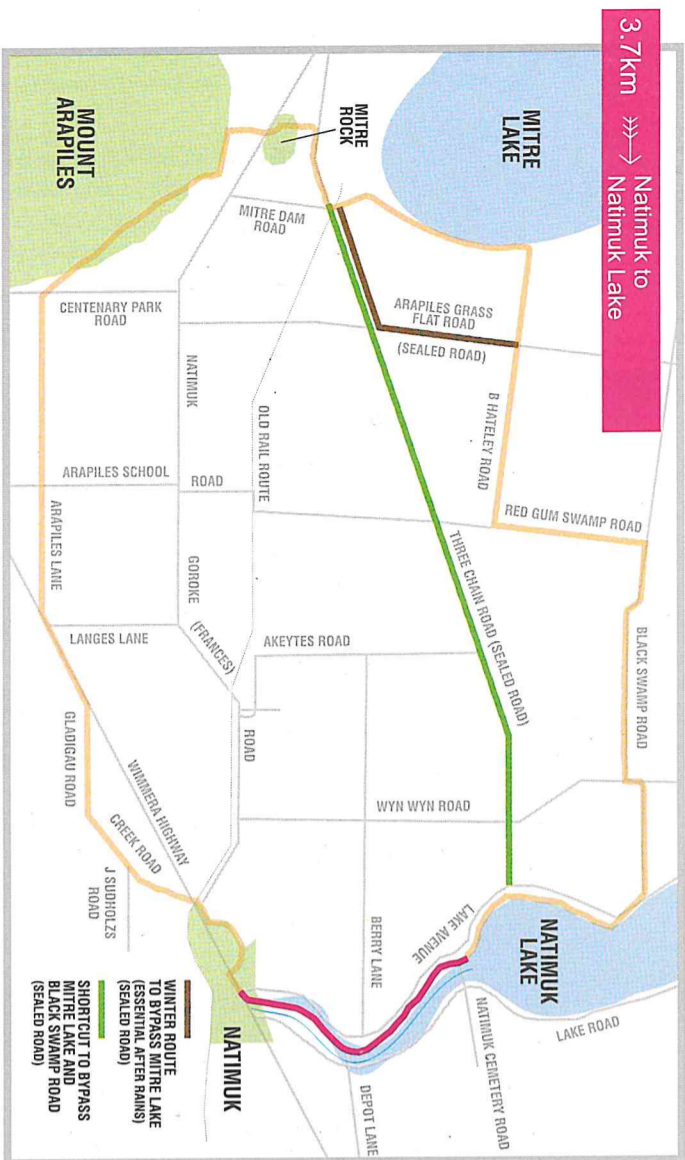 3.7km
Natimuk to
Natimuk Lake
MITRE
LAKE
MITRE
ROCK
MOUNT
ARAPILES
MITRE DAM
ROAD
CENTENARY PARK
ROAD
ARAPILES GRASS
FLAT ROAD
(SEALED ROAD)
B HATELEY ROAD
RED GUM SWAMP ROAD
NATIMUK
OLD RAIL ROUTE
ARAPILES SCHOOL
ROAD
ARAPILES LANE
GOROKE
(FRANCES)
THREE CHAIN ROAD (SEALED ROAD)
BLACK SWAMP ROAD
LANGES LANE
AKEYTES ROAD
ROAD
GLADIGAU ROAD
WIMMERA HIGHWAY
CREEK ROAD
WYN WYN ROAD
J SUDHOLZS
ROAD
BERRY LANE
LAKE AVENUE
NATIMUK
LAKE
NATIMUK
LAKE ROAD
NATIMUK CEMETERY ROAD
DEPOT LANE
WINTER ROUTE
TO BYPASS MITRE LAKE
(ESSENTIAL AFTER RAINS)
(SEALED ROAD)
SHORTCUT TO BYPASS
MITRE LAKE AND
BLACK SWAMP ROAD
(SEALED ROAD)